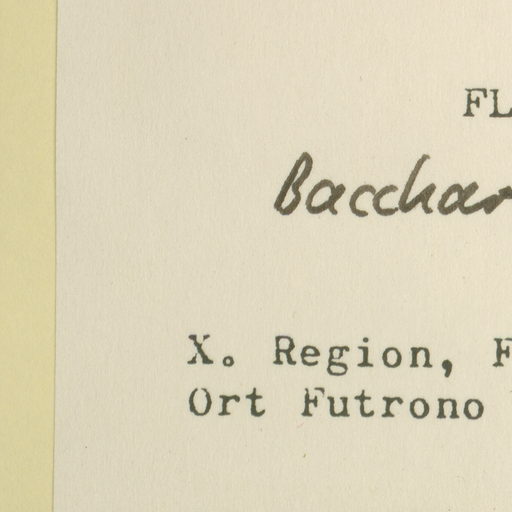 FL
Bacchar
X. Region, F
Ort Futrono